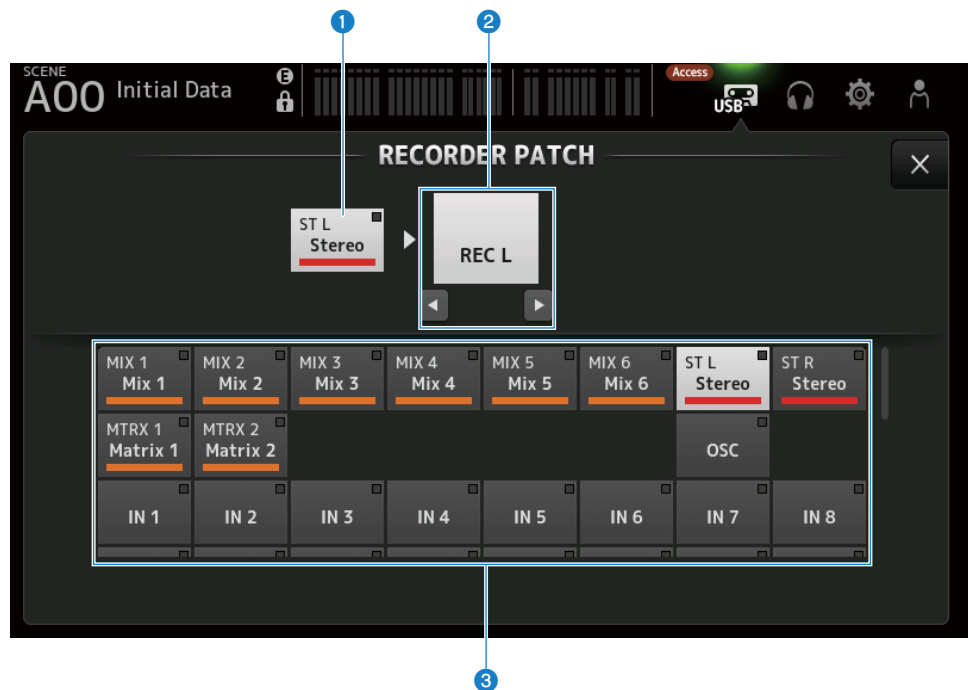 1 2
SCENE
A00 Initial Data E Access USB
RECORDER PATCH
ST L
Stereo
REC L
MIX 1 MIX 2 MIX 3 MIX 4 MIX 5 MIX 6 ST L ST R
Mix 1 Mix 2 Mix 3 Mix 4 Mix 5 Mix 6 Stereo Stereo
MTRX 1 MTRX 2
Matrix 1 Matrix 2 OSC
IN 1 IN 2 IN 3 IN 4 IN 5 IN 6 IN 7 IN 8
3